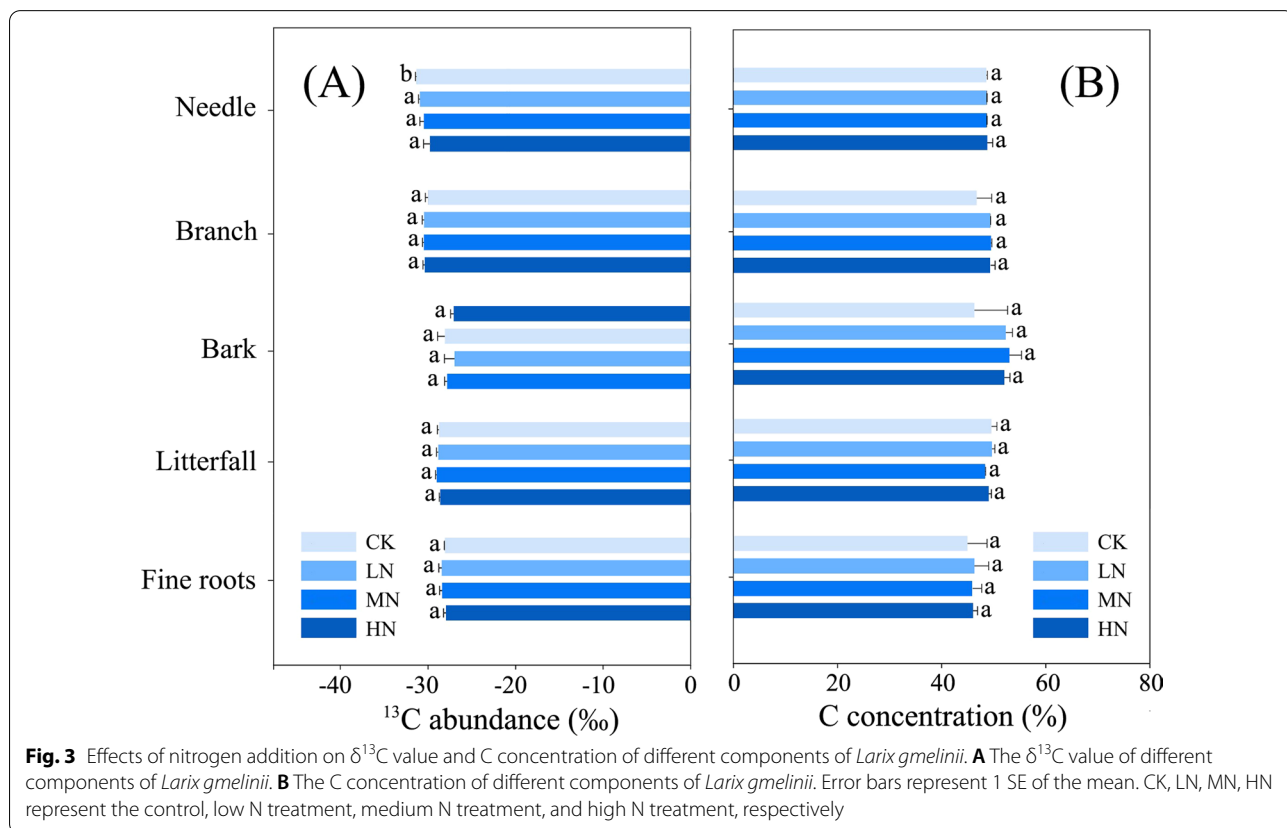 (A)
(B)
Needle
b
a
a
a
a
a
a
a
Branch
a
a
a
a
a
a
a
a
Bark
a
a
a
a
a
a
a
a
Litterfall
a
a
a
a
a
a
a
a
Fine roots
a
a
a
a
a
a
a
a
CK
LN
MN
HN
CK
LN
MN
HN
-40 -30 -20 -10 0
0 20 40 60 80
¹³C abundance (‰)
C concentration (%)
Fig. 3 Effects of nitrogen addition on δ¹³C value and C concentration of different components of Larix gmelinii. A The δ¹³C value of different
components of Larix gmelinii. B The C concentration of different components of Larix gmelinii. Error bars represent 1 SE of the mean. CK, LN, MN, HN
represent the control, low N treatment, medium N treatment, and high N treatment, respectively